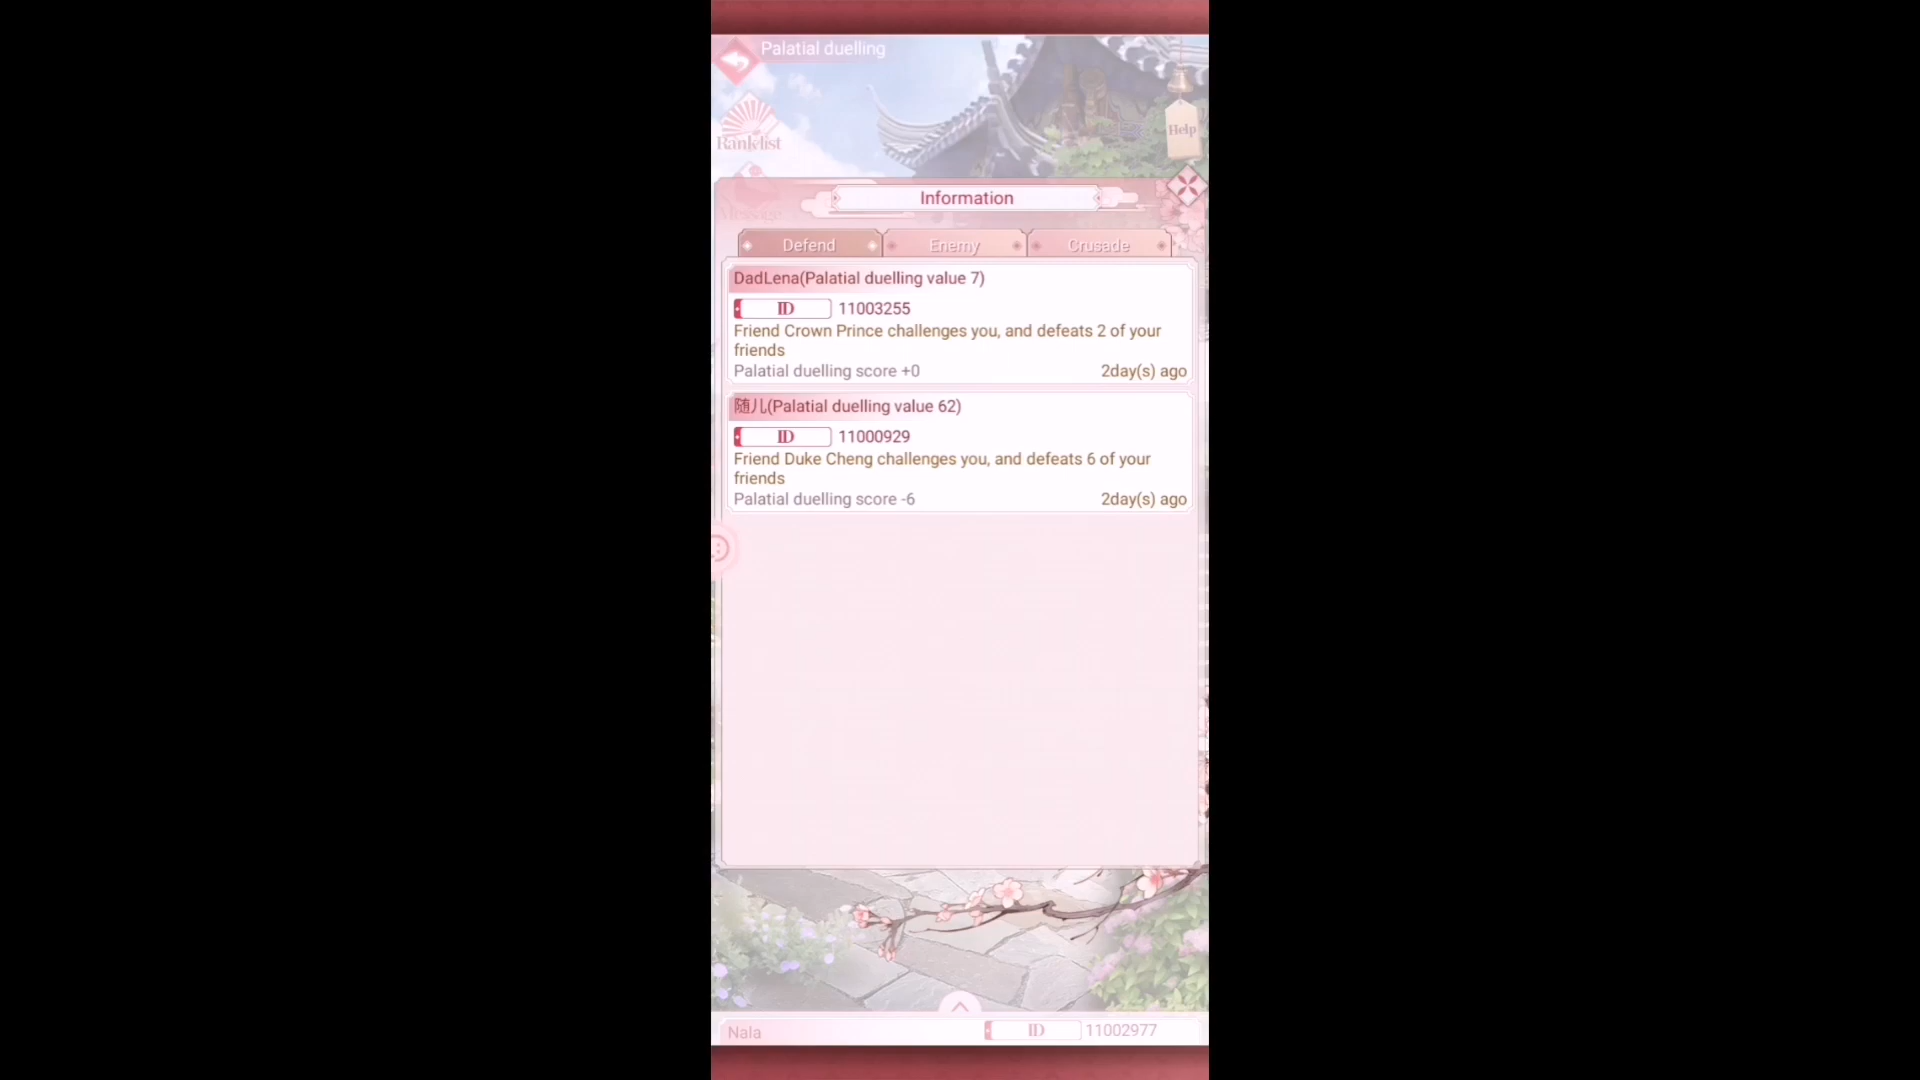 Palatial duelling
Ranklist
Help
Message
Information
Defend
Enemy
Crusade
DadLena(Palatial duelling value 7)
ID 11003255
Friend Crown Prince challenges you, and defeats 2 of your
friends
Palatial duelling score +0 2day(s) ago
随儿(Palatial duelling value 62)
ID 11000929
Friend Duke Cheng challenges you, and defeats 6 of your
friends
Palatial duelling score -6 2day(s) ago
Nala ID 11002977